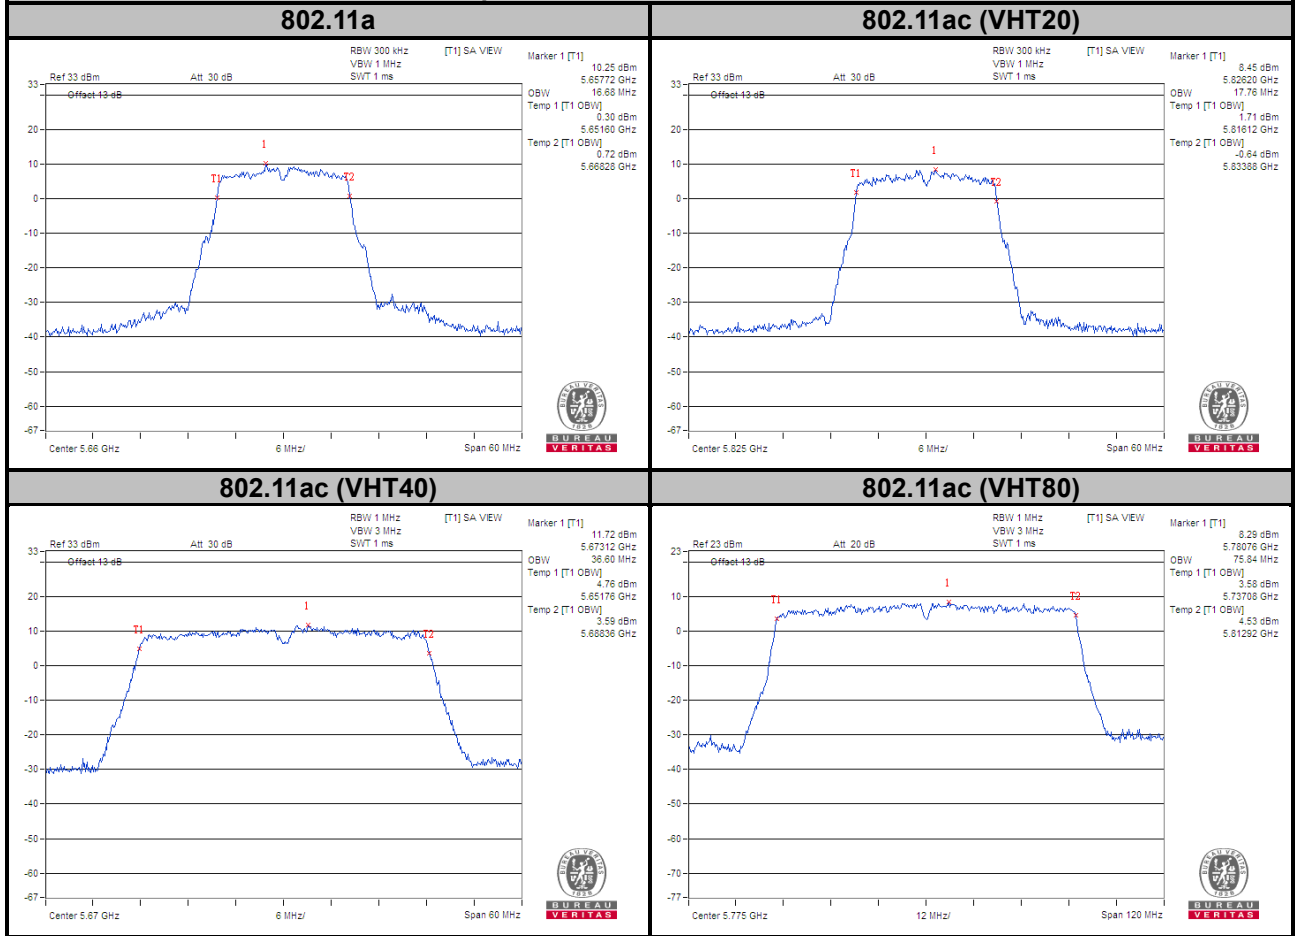 802.11a
RBW 300 kHz [T1] SA VIEW
VBW 1 MHz
Ref 33 dBm Att 30 dB SWT 1 ms
Marker 1 [T1]
10.25 dBm
5.65772 GHz
OBW 16.68 MHz
Temp 1 [T1 OBW]
0.30 dBm
5.65160 GHz
Temp 2 [T1 OBW]
0.72 dBm
5.66828 GHz
33
Offact 13 dB
20
10
0
-10
-20
-30
-40
-50
-60
-67
1
T1
T2
Center 5.66 GHz 6 MHz/ Span 60 MHz
1828
BUREAU
VERITAS
802.11ac (VHT20)
RBW 300 kHz [T1] SA VIEW
VBW 1 MHz
Ref 33 dBm Att 30 dB SWT 1 ms
Marker 1 [T1]
8.45 dBm
5.82620 GHz
OBW 17.76 MHz
Temp 1 [T1 OBW]
1.71 dBm
5.81612 GHz
Temp 2 [T1 OBW]
-0.64 dBm
5.83388 GHz
33
Offact 13 dB
20
10
0
-10
-20
-30
-40
-50
-60
-67
1
T1
T2
Center 5.825 GHz 6 MHz/ Span 60 MHz
1828
BUREAU
VERITAS
802.11ac (VHT40)
RBW 1 MHz [T1] SA VIEW
VBW 3 MHz
Ref 33 dBm Att 30 dB SWT 1 ms
Marker 1 [T1]
11.72 dBm
5.67312 GHz
OBW 36.60 MHz
Temp 1 [T1 OBW]
4.76 dBm
5.65176 GHz
Temp 2 [T1 OBW]
3.59 dBm
5.68836 GHz
33
Offact 13 dB
20
10
0
-10
-20
-30
-40
-50
-60
-67
1
T1
T2
Center 5.67 GHz 6 MHz/ Span 60 MHz
1828
BUREAU
VERITAS
802.11ac (VHT80)
RBW 1 MHz [T1] SA VIEW
VBW 3 MHz
Ref 23 dBm Att 20 dB SWT 1 ms
Marker 1 [T1]
8.29 dBm
5.78076 GHz
OBW 75.84 MHz
Temp 1 [T1 OBW]
3.58 dBm
5.73708 GHz
Temp 2 [T1 OBW]
4.53 dBm
5.81292 GHz
23
Offact 13 dB
10
0
-10
-20
-30
-40
-50
-60
-70
-77
1
T1
T2
Center 5.775 GHz 12 MHz/ Span 120 MHz
1828
BUREAU
VERITAS